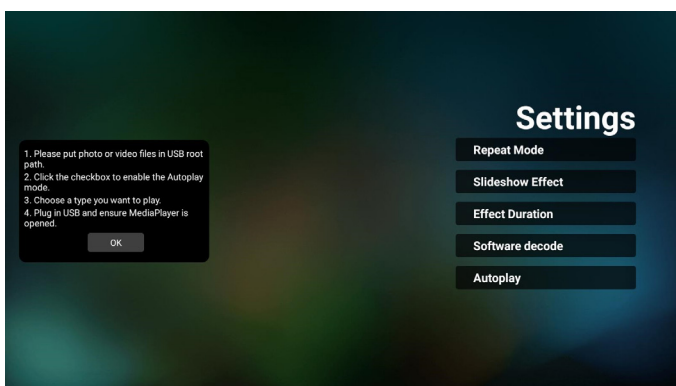 Settings
1. Please put photo or video files in USB root
path.
2. Click the checkbox to enable the Autoplay
mode.
3. Choose a type you want to play.
4. Plug in USB and ensure MediaPlayer is
opened.
OK
Repeat Mode
Slideshow Effect
Effect Duration
Software decode
Autoplay